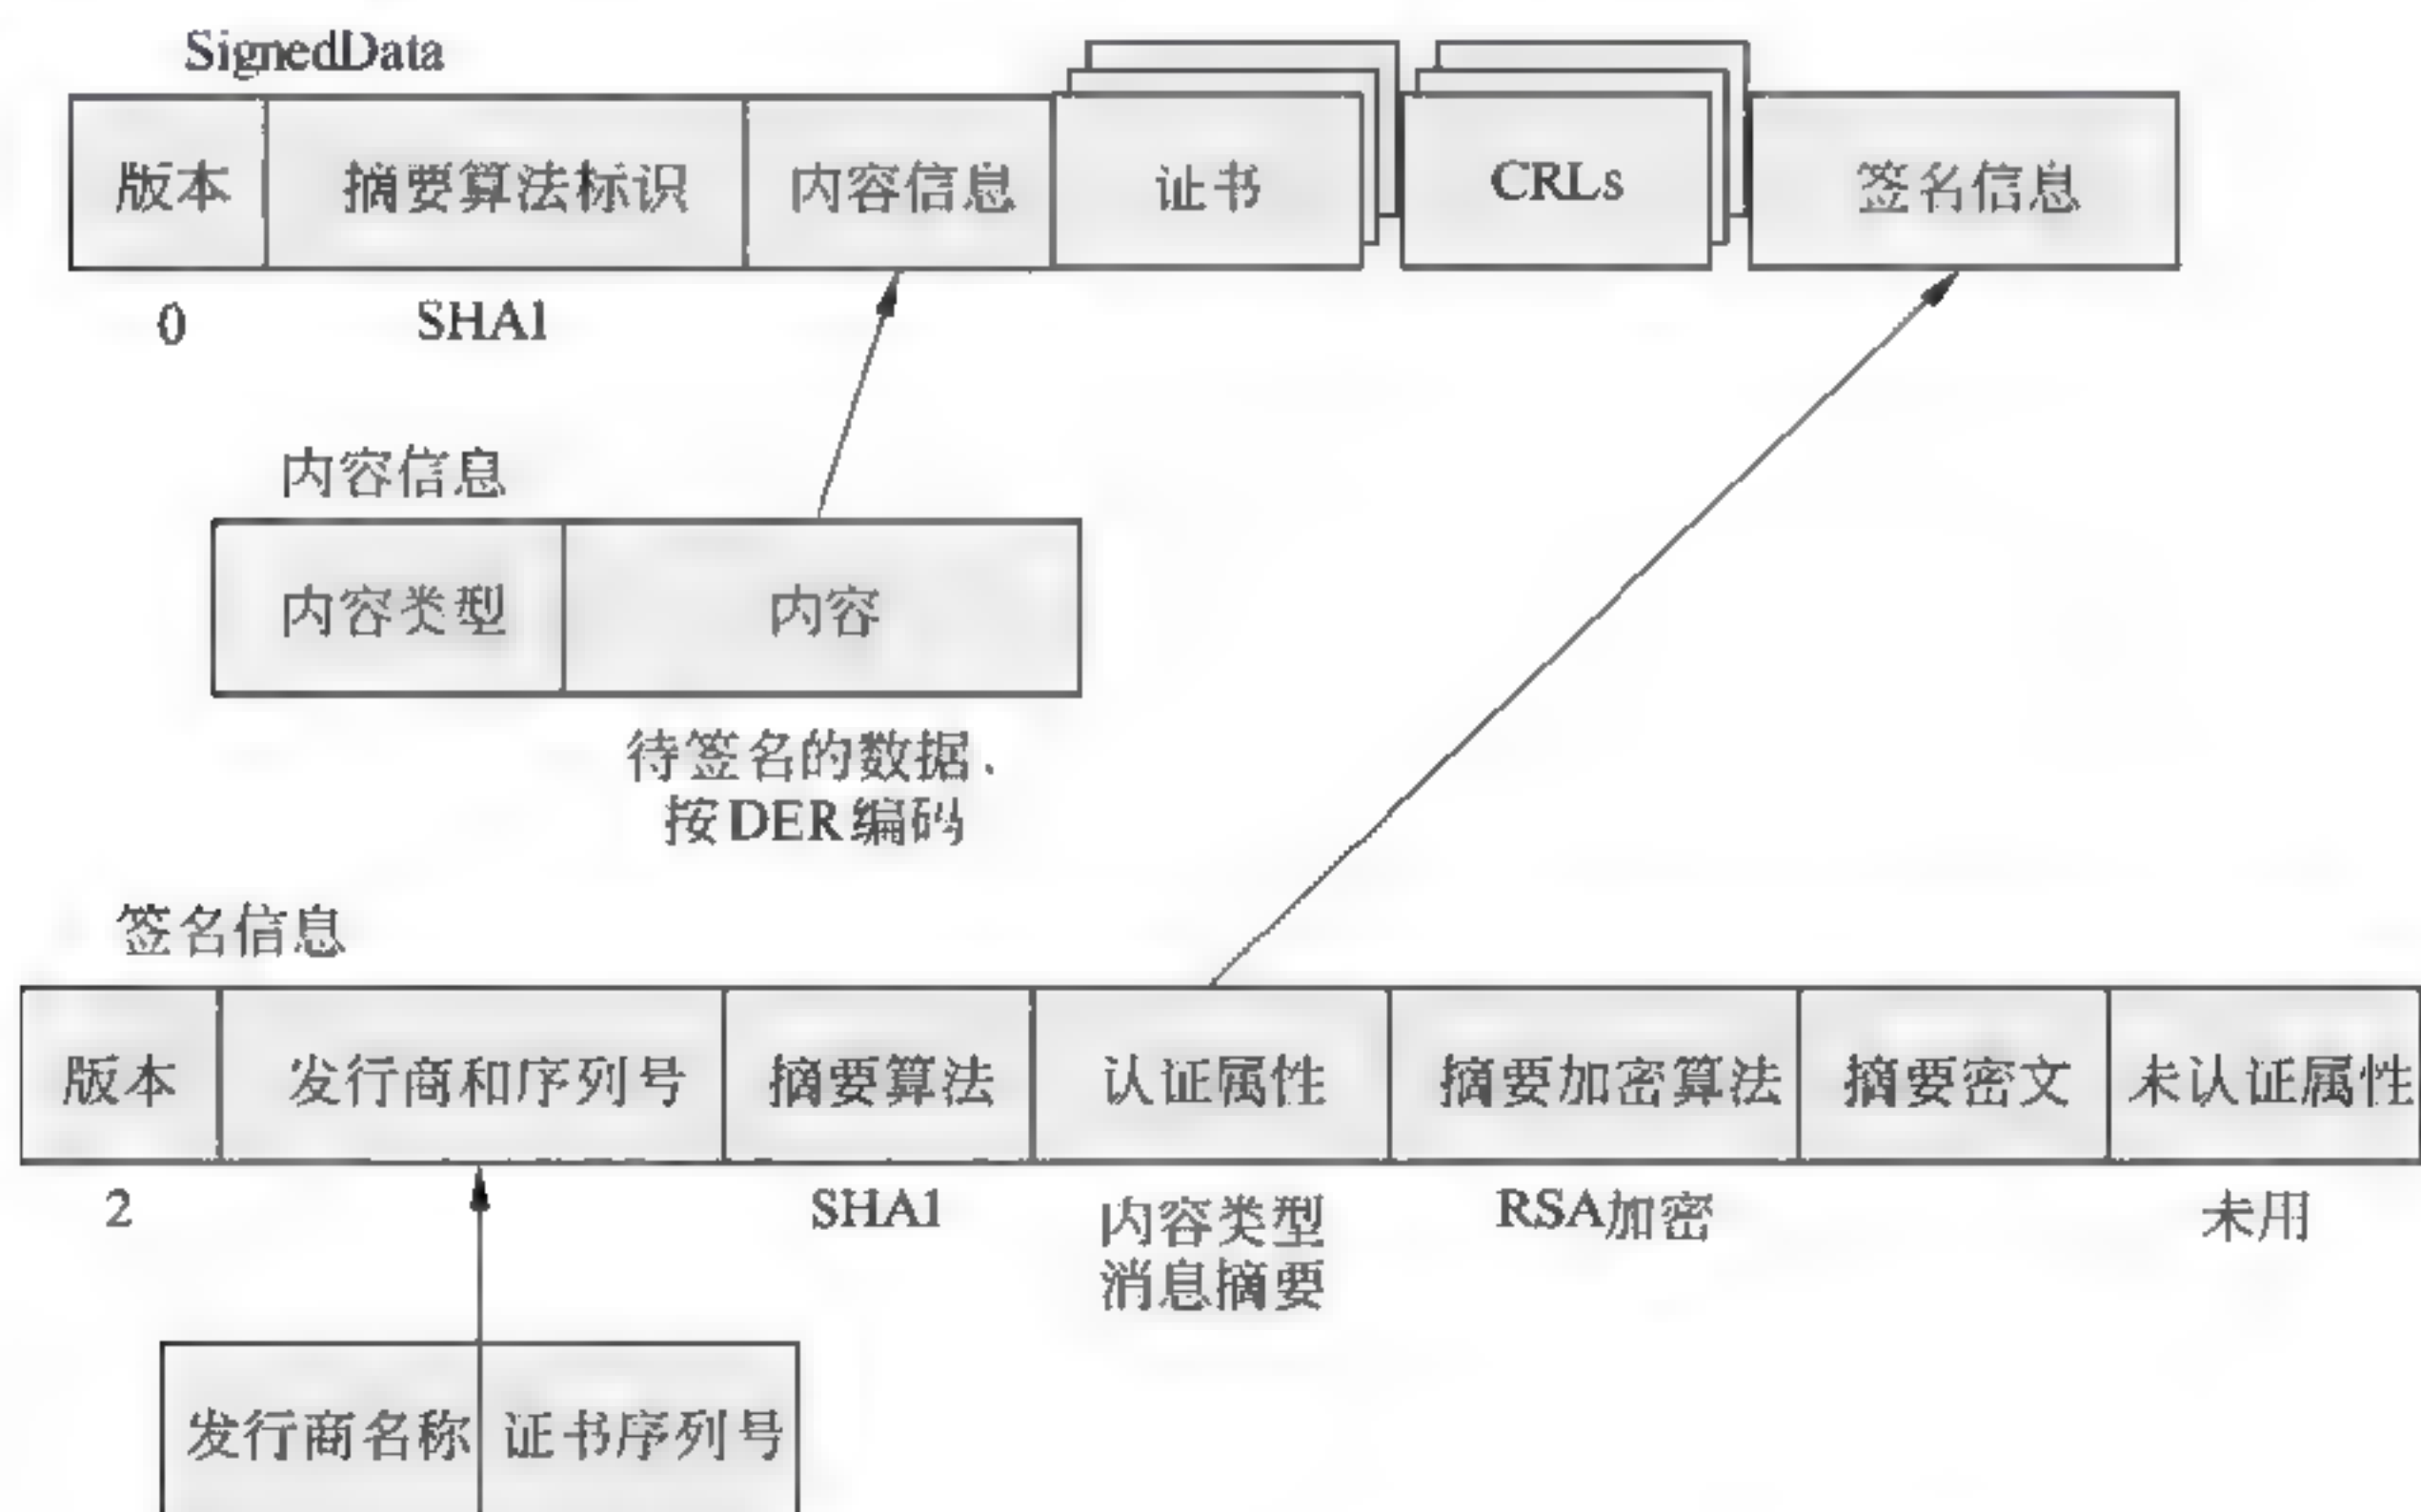 SignedData
版本 摘要算法标识 内容信息 证书 CRLs 签名信息
0 SHA1
内容信息
内容类型 内容
待签名的数据、
按DER编码
签名信息
版本 发行商和序列号 摘要算法 认证属性 摘要加密算法 摘要密文 未认证属性
2 SHA1 内容类型 RSA加密 未用
消息摘要
发行商名称 证书序列号